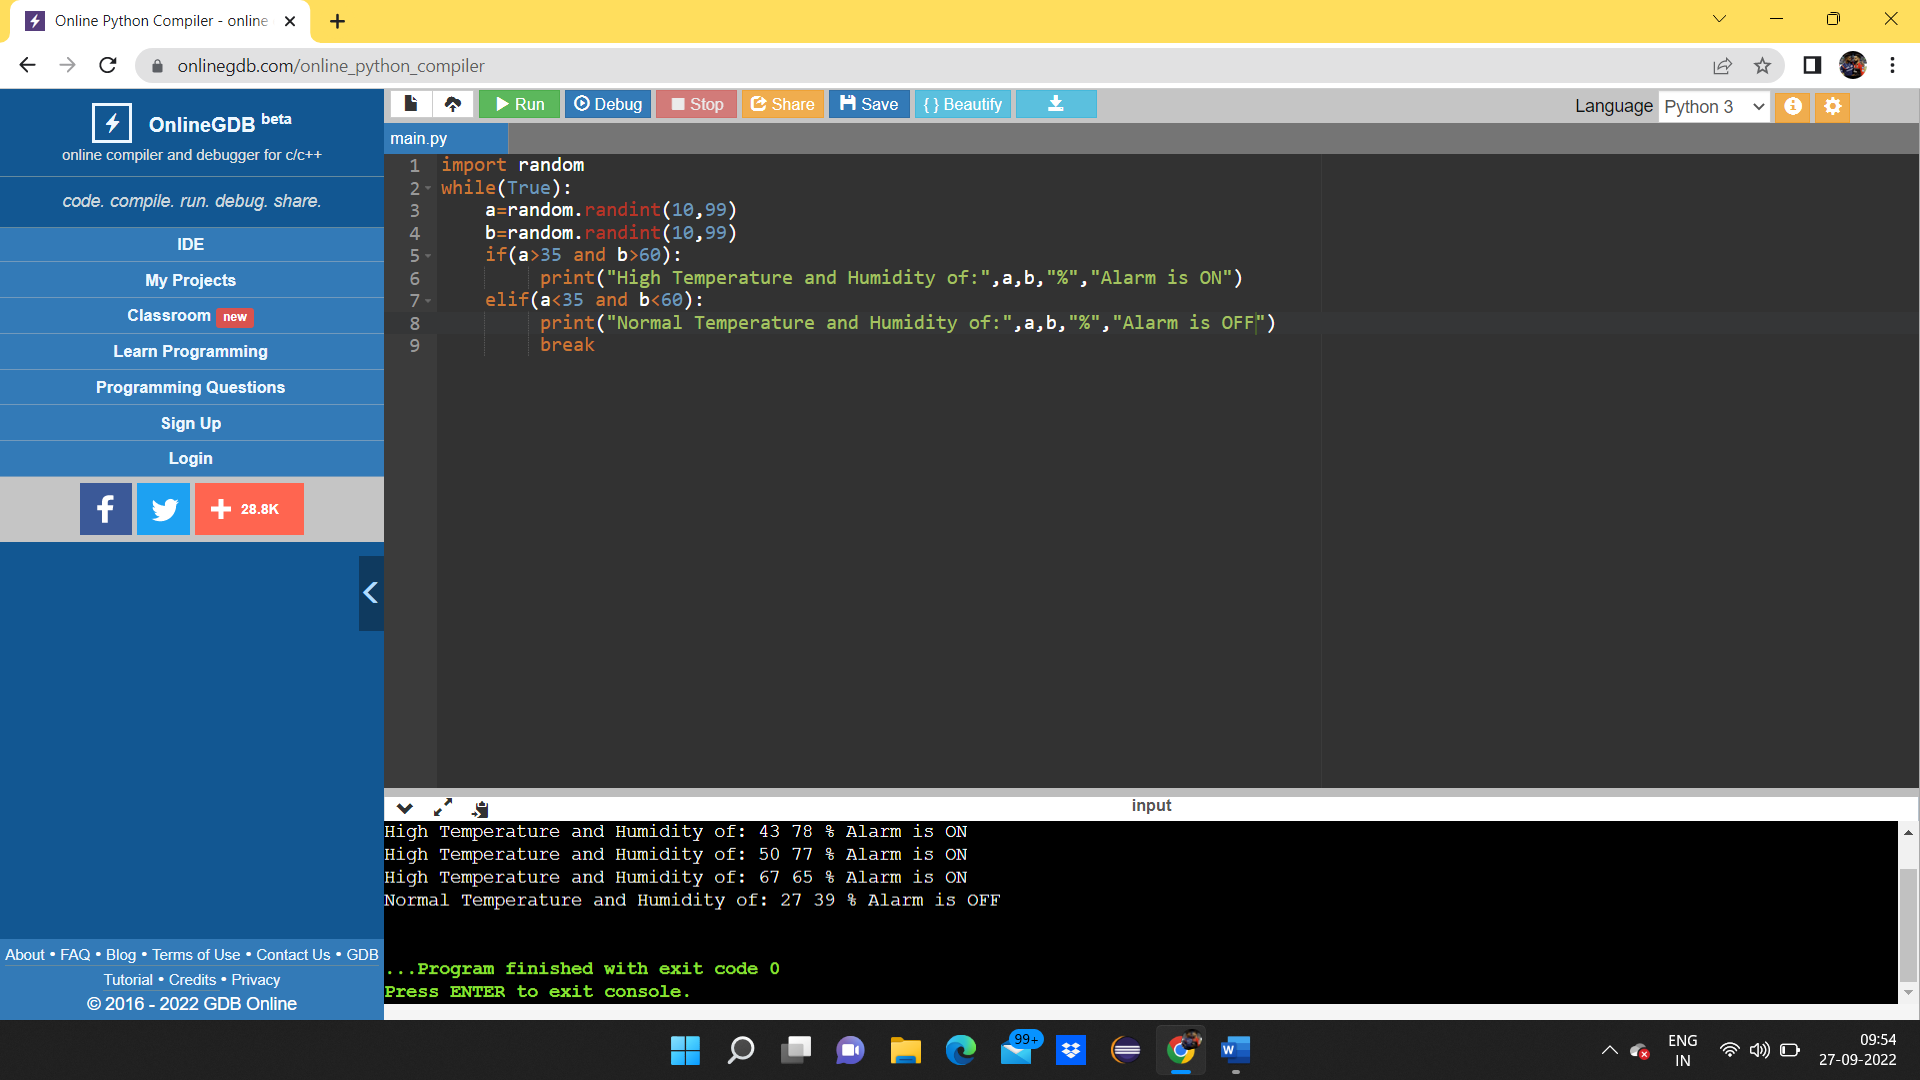 Online Python Compiler - online
onlinegdb.com/online_python_compiler
OnlineGDB beta
online compiler and debugger for c/c++
code. compile. run. debug. share.
IDE
My Projects
Classroom new
Learn Programming
Programming Questions
Sign Up
Login
28.8K
About • FAQ • Blog • Terms of Use • Contact Us • GDB
Tutorial • Credits • Privacy
© 2016 - 2022 GDB Online
Run Debug Stop Share Save { } Beautify
Language Python 3
main.py
1 import random
2 while(True):
3     a=random.randint(10,99)
4     b=random.randint(10,99)
5     if(a>35 and b>60):
6          print("High Temperature and Humidity of:",a,b,"%","Alarm is ON")
7     elif(a<35 and b<60):
8          print("Normal Temperature and Humidity of:",a,b,"%","Alarm is OFF")
9          break
input
High Temperature and Humidity of: 43 78 % Alarm is ON
High Temperature and Humidity of: 50 77 % Alarm is ON
High Temperature and Humidity of: 67 65 % Alarm is ON
Normal Temperature and Humidity of: 27 39 % Alarm is OFF
...Program finished with exit code 0
Press ENTER to exit console.
99+
W
ENG
IN
09:54
27-09-2022